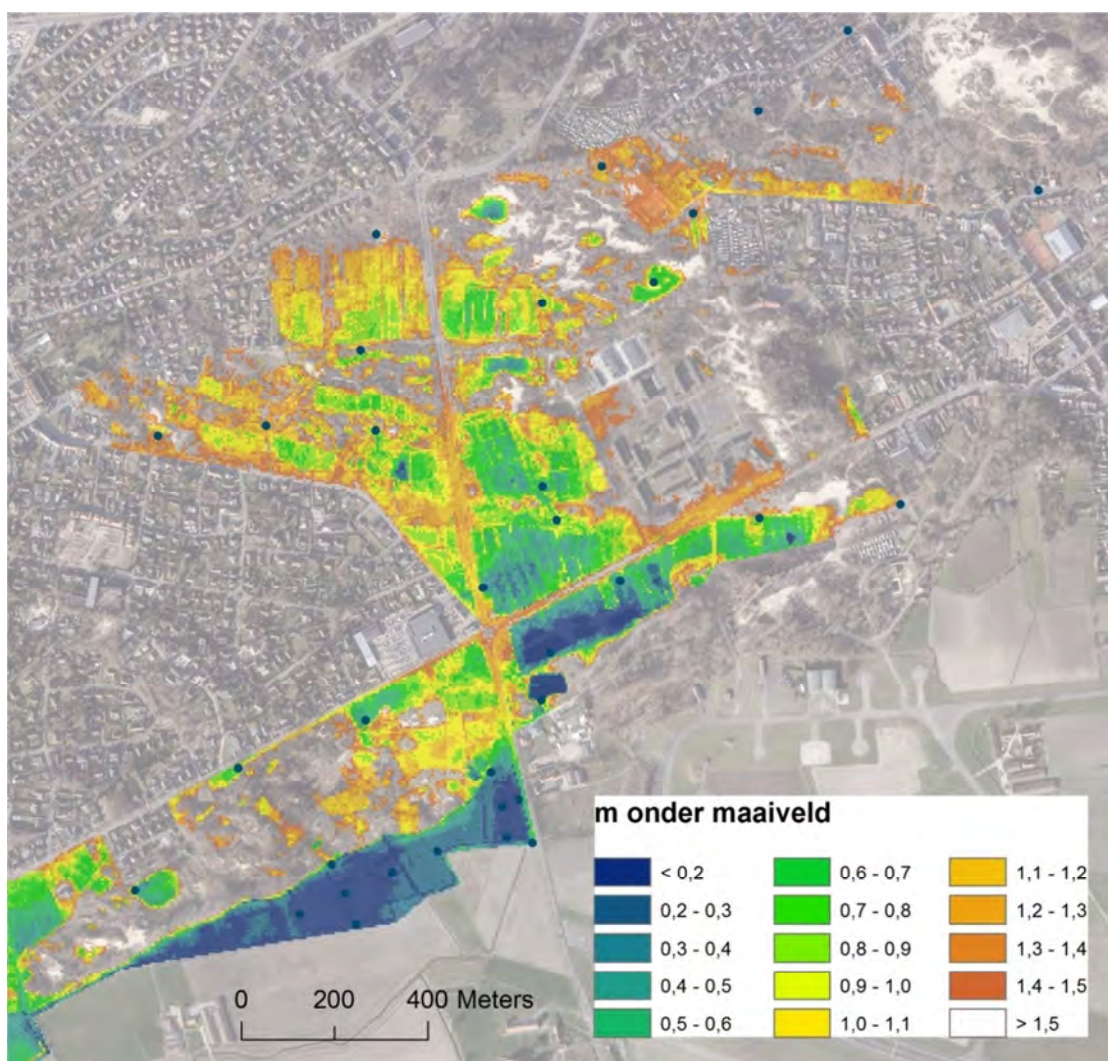 m onder maaiveld
< 0,2
0,2 - 0,3
0,3 - 0,4
0,4 - 0,5
0,5 - 0,6
0,6 - 0,7
0,7 - 0,8
0,8 - 0,9
0,9 - 1,0
1,0 - 1,1
1,1 - 1,2
1,2 - 1,3
1,3 - 1,4
1,4 - 1,5
> 1,5
0 200 400 Meters